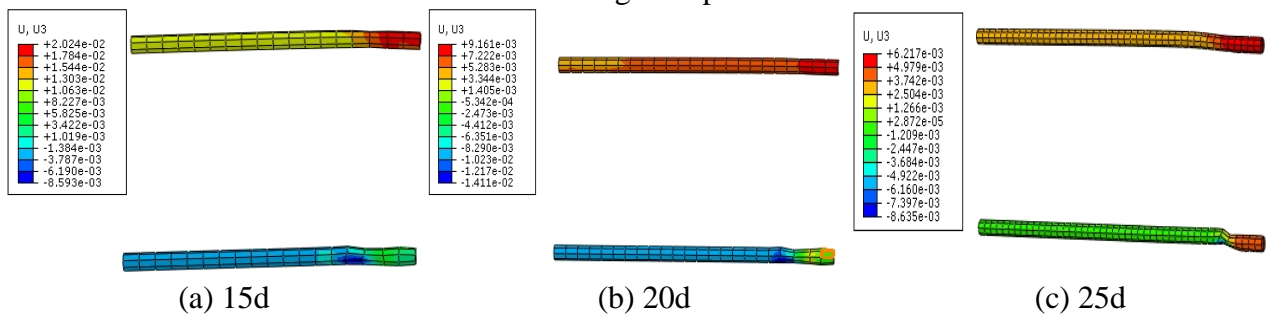 U, U3
+2.024e-02
+1.784e-02
+1.544e-02
+1.303e-02
+1.063e-02
+8.227e-03
+5.825e-03
+3.422e-03
+1.019e-03
-1.384e-03
-3.787e-03
-6.190e-03
-8.593e-03
(a) 15d
U, U3
+9.161e-03
+7.222e-03
+5.283e-03
+3.344e-03
+1.405e-03
-5.342e-04
-2.473e-03
-4.412e-03
-6.351e-03
-8.290e-03
-1.023e-02
-1.217e-02
-1.411e-02
(b) 20d
U, U3
+6.217e-03
+4.979e-03
+3.742e-03
+2.504e-03
+1.266e-03
+2.872e-05
-1.209e-03
-2.447e-03
-3.684e-03
-4.922e-03
-6.160e-03
-7.397e-03
-8.635e-03
(c) 25d